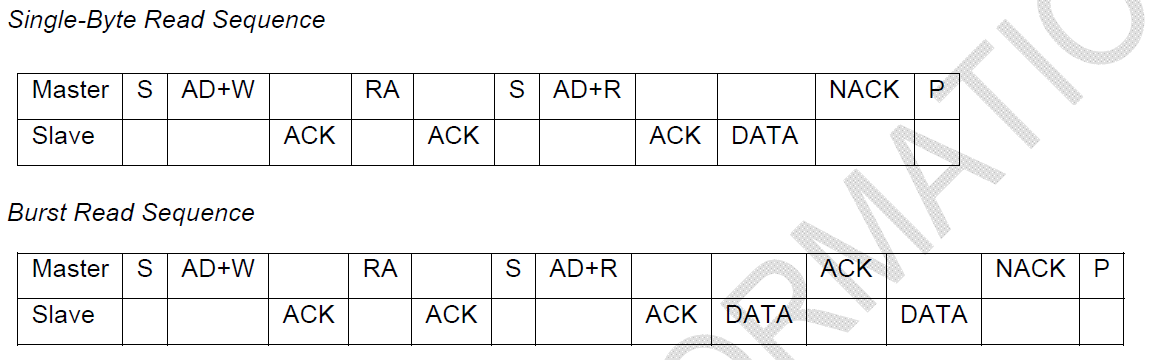 Single-Byte Read Sequence
Master S AD+W RA S AD+R NACK P
Slave ACK ACK ACK DATA
Burst Read Sequence
Master S AD+W RA S AD+R ACK NACK P
Slave ACK ACK ACK DATA DATA